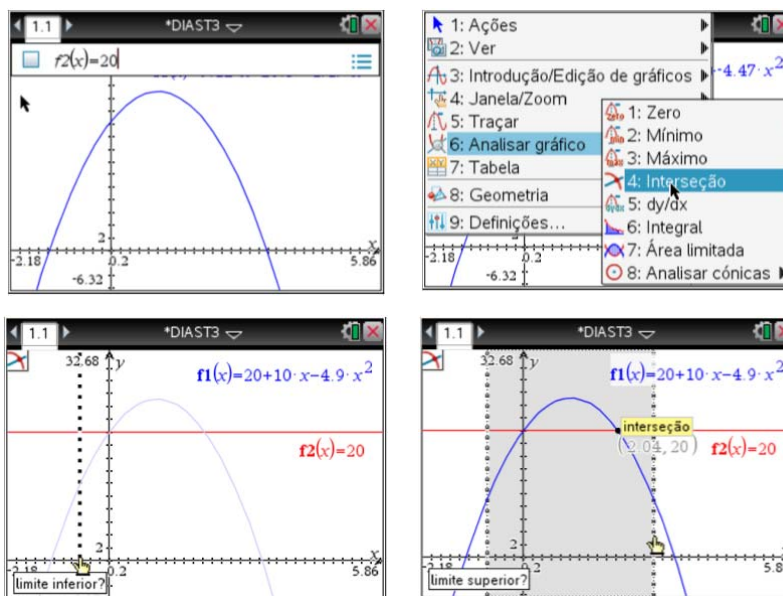 1.1
*DIAST3
f2(x)=20
2
-2.18
0.2
x
5.86
-6.32
1: Ações
2: Ver
3: Introdução/Edição de gráficos
4: Janela/Zoom
5: Traçar
6: Analisar gráfico
7: Tabela
8: Geometria
9: Definições...
-4.47·x²
1: Zero
2: Mínimo
3: Máximo
4: Interseção
5: dy/dx
6: Integral
7: Área limitada
8: Analisar cónicas
-2.18
0.2
-6.32
1.1
*DIAST3
32.68
y
f1(x)=20+10·x-4.9·x²
f2(x)=20
2
x
0.2
5.86
limite inferior?
1.1
*DIAST3
32.68
y
f1(x)=20+10·x-4.9·x²
interseção
(2.04, 20)
f2(x)=20
2
0.2
5.8
limite superior?